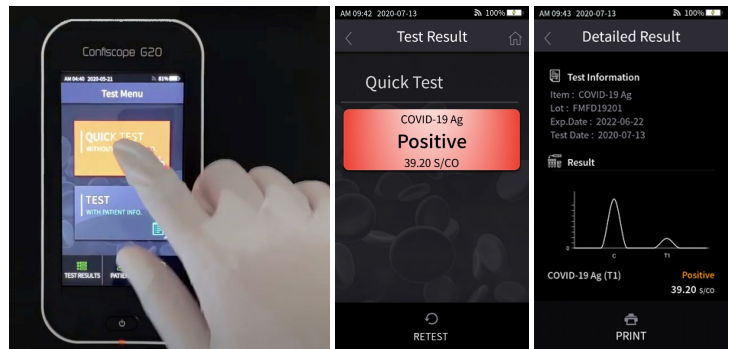 Confiscope G20
AM 04:40 2020-05-21 81%
Test Menu
QUICK TEST
WITHOUT
TEST
WITH PATIENT INFO.
TEST RESULTS
AM 09:42 2020-07-13 100%
Test Result
Quick Test
COVID-19 Ag
Positive
39.20 S/CO
RETEST
AM 09:43 2020-07-13 100%
Detailed Result
Test Information
Item : COVID-19 Ag
Lot : FMFD19201
Exp.Date : 2022-06-22
Test Date : 2020-07-13
Result
0
C T1
COVID-19 Ag (T1) Positive
39.20 S/CO
PRINT